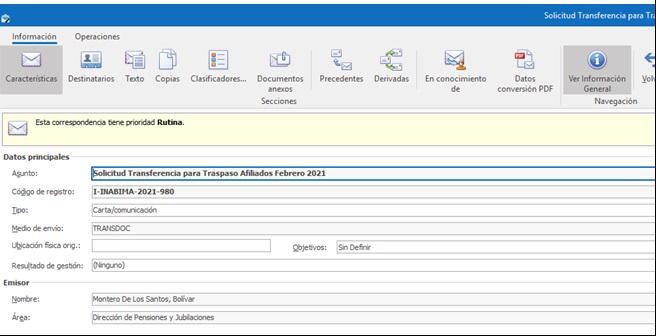 Solicitud Transferencia para Tra
Información Operaciones
Características Destinatarios Texto Copias Clasificadores... Documentos anexos Precedentes Derivadas En conocimiento de Datos conversión PDF Ver Información General Volv
Secciones Navegación
Esta correspondencia tiene prioridad Rutina.
Datos principales
Asunto: Solicitud Transferencia para Traspaso Afiliados Febrero 2021
Código de registro: I-INABIMA-2021-980
Tipo: Carta/comunicación
Medio de envío: TRANSDOC
Ubicación física orig.: Objetivos: Sin Definir
Resultado de gestión: (Ninguno)
Emisor
Nombre: Montero De Los Santos, Bolívar
Área: Dirección de Pensiones y Jubilaciones